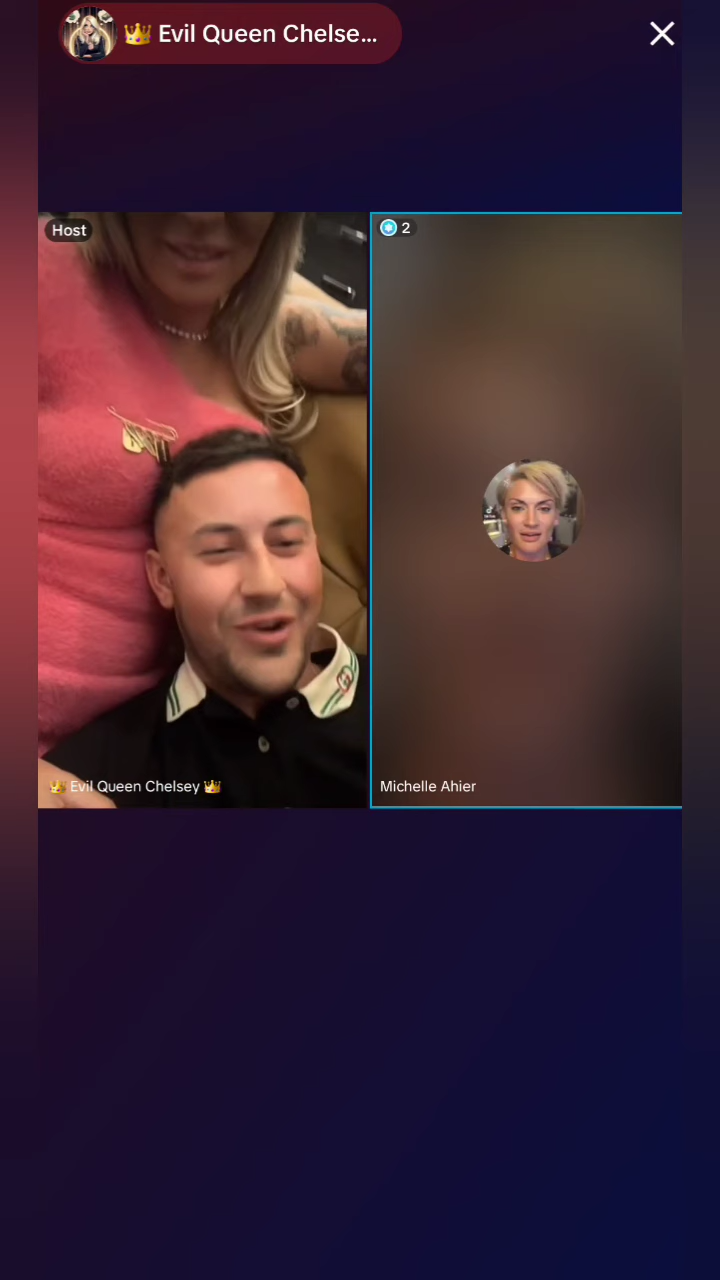 👑 Evil Queen Chelse...
Host
2
👑 Evil Queen Chelsey 👑
Michelle Ahier